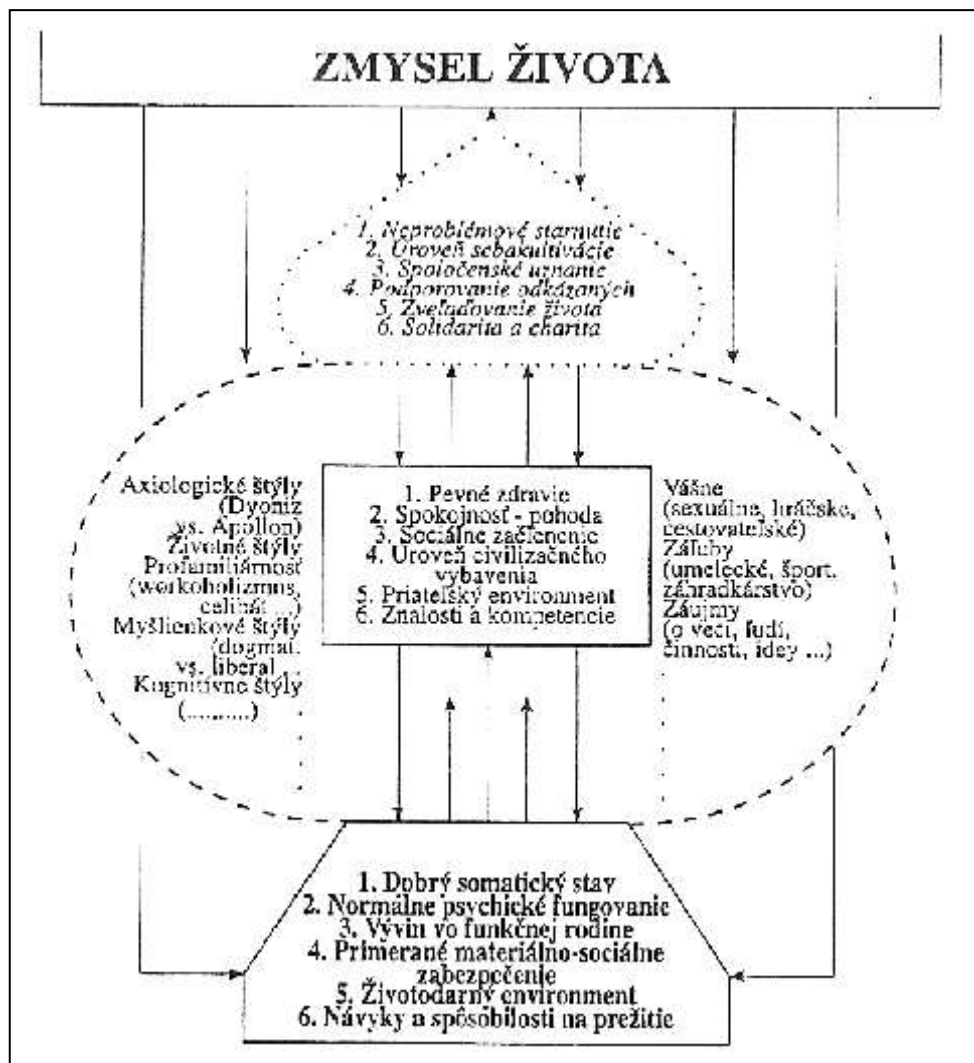 ZMYSEL ŽIVOTA
1. Neproblémové starnutie
2. Úroveň sebakultivácie
3. Spoločenské uznanie
4. Podporovanie odkázaných
5. Zveľaďovanie života
6. Solidarita a charita
Axiologické štýly
(Dyoniz
vs. Apollon)
Životné štýly
Profamiliárnosť
(workoholizmus,
celibát ...)
Myšlienkové štýly
(dogmat.
vs. liberal...
Kognitívne štýly
(..........)
1. Pevné zdravie
2. Spokojnosť - pohoda
3. Sociálne začlenenie
4. Úroveň civilizačného
vybavenia
5. Priateľský environment
6. Znalosti a kompetencie
Vášne
(sexuálne, hráčske,
cestovateľské)
Záľuby
(umelecké, šport.
záhradkárstvo)
Záujmy
(o veci, ľudí,
činnosti, idey ...)
1. Dobrý somatický stav
2. Normálne psychické fungovanie
3. Vývin vo funkčnej rodine
4. Primerané materiálno-sociálne
zabezpečenie
5. Životodarný environment
6. Návyky a spôsobilosti na prežitie